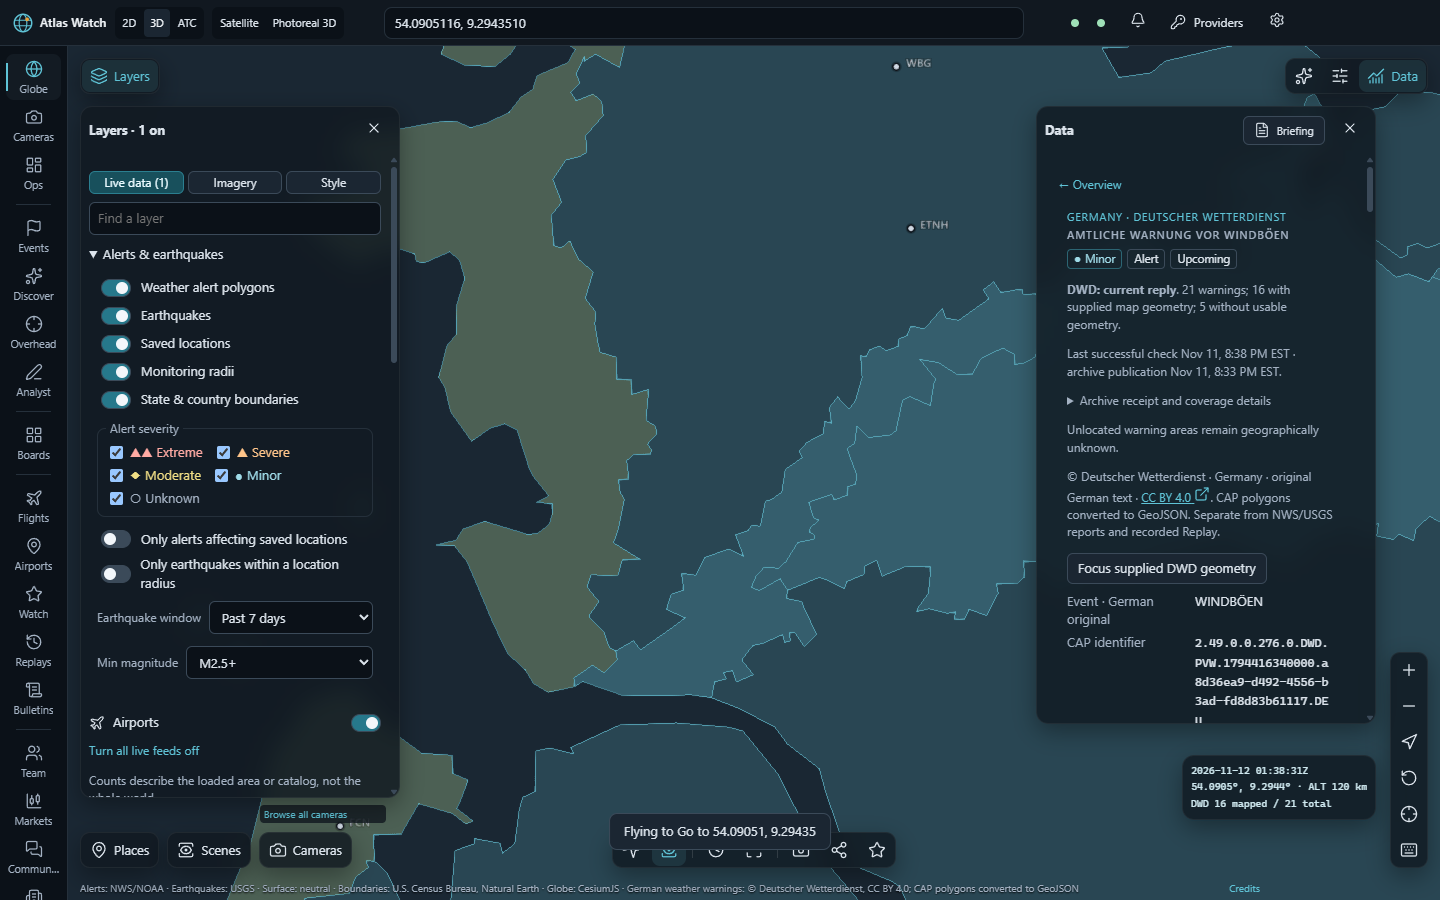 Atlas Watch
2D 3D ATC
Satellite Photoreal 3D
54.0905116, 9.2943510
Providers
Globe
Cameras
Ops
Events
Discover
Overhead
Analyst
Boards
Flights
Airports
Watch
Replays
Bulletins
Team
Markets
Commun...
Layers
Layers · 1 on
Live data (1) Imagery Style
Find a layer
Alerts & earthquakes
Weather alert polygons
Earthquakes
Saved locations
Monitoring radii
State & country boundaries
Alert severity
Extreme Severe
Moderate Minor
Unknown
Only alerts affecting saved locations
Only earthquakes within a location
radius
Earthquake window Past 7 days
Min magnitude M2.5+
Airports
Turn all live feeds off
Counts describe the loaded area or catalog, not the
whole world
Browse all cameras
Places Scenes Cameras
WBG
ETNH
Flying to Go to 54.09051, 9.29435
Data
Data
Briefing
← Overview
GERMANY · DEUTSCHER WETTERDIENST
AMTLICHE WARNUNG VOR WINDBÖEN
● Minor Alert Upcoming
DWD: current reply. 21 warnings; 16 with
supplied map geometry; 5 without usable
geometry.
Last successful check Nov 11, 8:38 PM EST ·
archive publication Nov 11, 8:33 PM EST.
Archive receipt and coverage details
Unlocated warning areas remain geographically
unknown.
© Deutscher Wetterdienst · Germany · original
German text · CC BY 4.0 . CAP polygons
converted to GeoJSON. Separate from NWS/USGS
reports and recorded Replay.
Focus supplied DWD geometry
Event · German WINDBÖEN
original
CAP identifier 2.49.0.0.276.0.DWD.
PVW.1794416340000.a
8d36ea9-d492-4556-b
3ad-fd8d83b61117.DE
2026-11-12 01:38:31Z
54.0905°, 9.2944° · ALT 120 km
DWD 16 mapped / 21 total
Alerts: NWS/NOAA · Earthquakes: USGS · Surface: neutral · Boundaries: U.S. Census Bureau, Natural Earth · Globe: CesiumJS · German weather warnings: © Deutscher Wetterdienst, CC BY 4.0; CAP polygons converted to GeoJSON
Credits